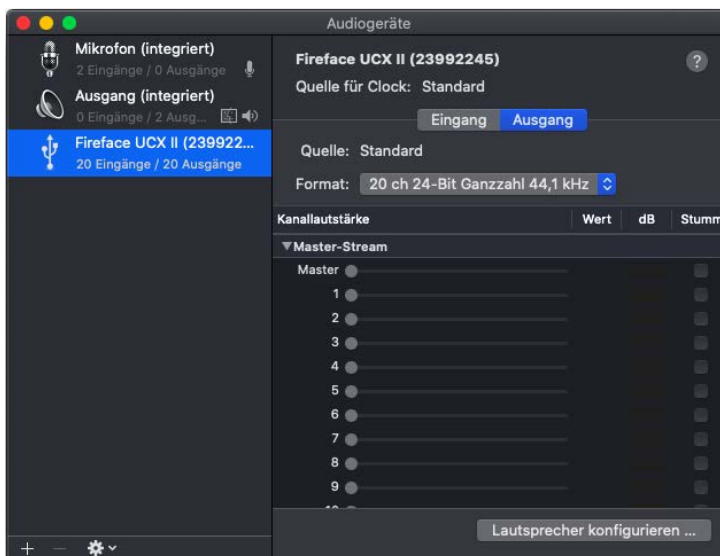 Audiogeräte
Mikrofon (integriert)
2 Eingänge / 0 Ausgänge
Ausgang (integriert)
0 Eingänge / 2 Ausg...
Fireface UCX II (239922...
20 Eingänge / 20 Ausgänge
Fireface UCX II (23992245)
?
Quelle für Clock: Standard
Eingang Ausgang
Quelle: Standard
Format: 20 ch 24-Bit Ganzzahl 44,1 kHz
Kanallautstärke Wert dB Stumm
Master-Stream
Master
1
2
3
4
5
6
7
8
9
10
Lautsprecher konfigurieren ...